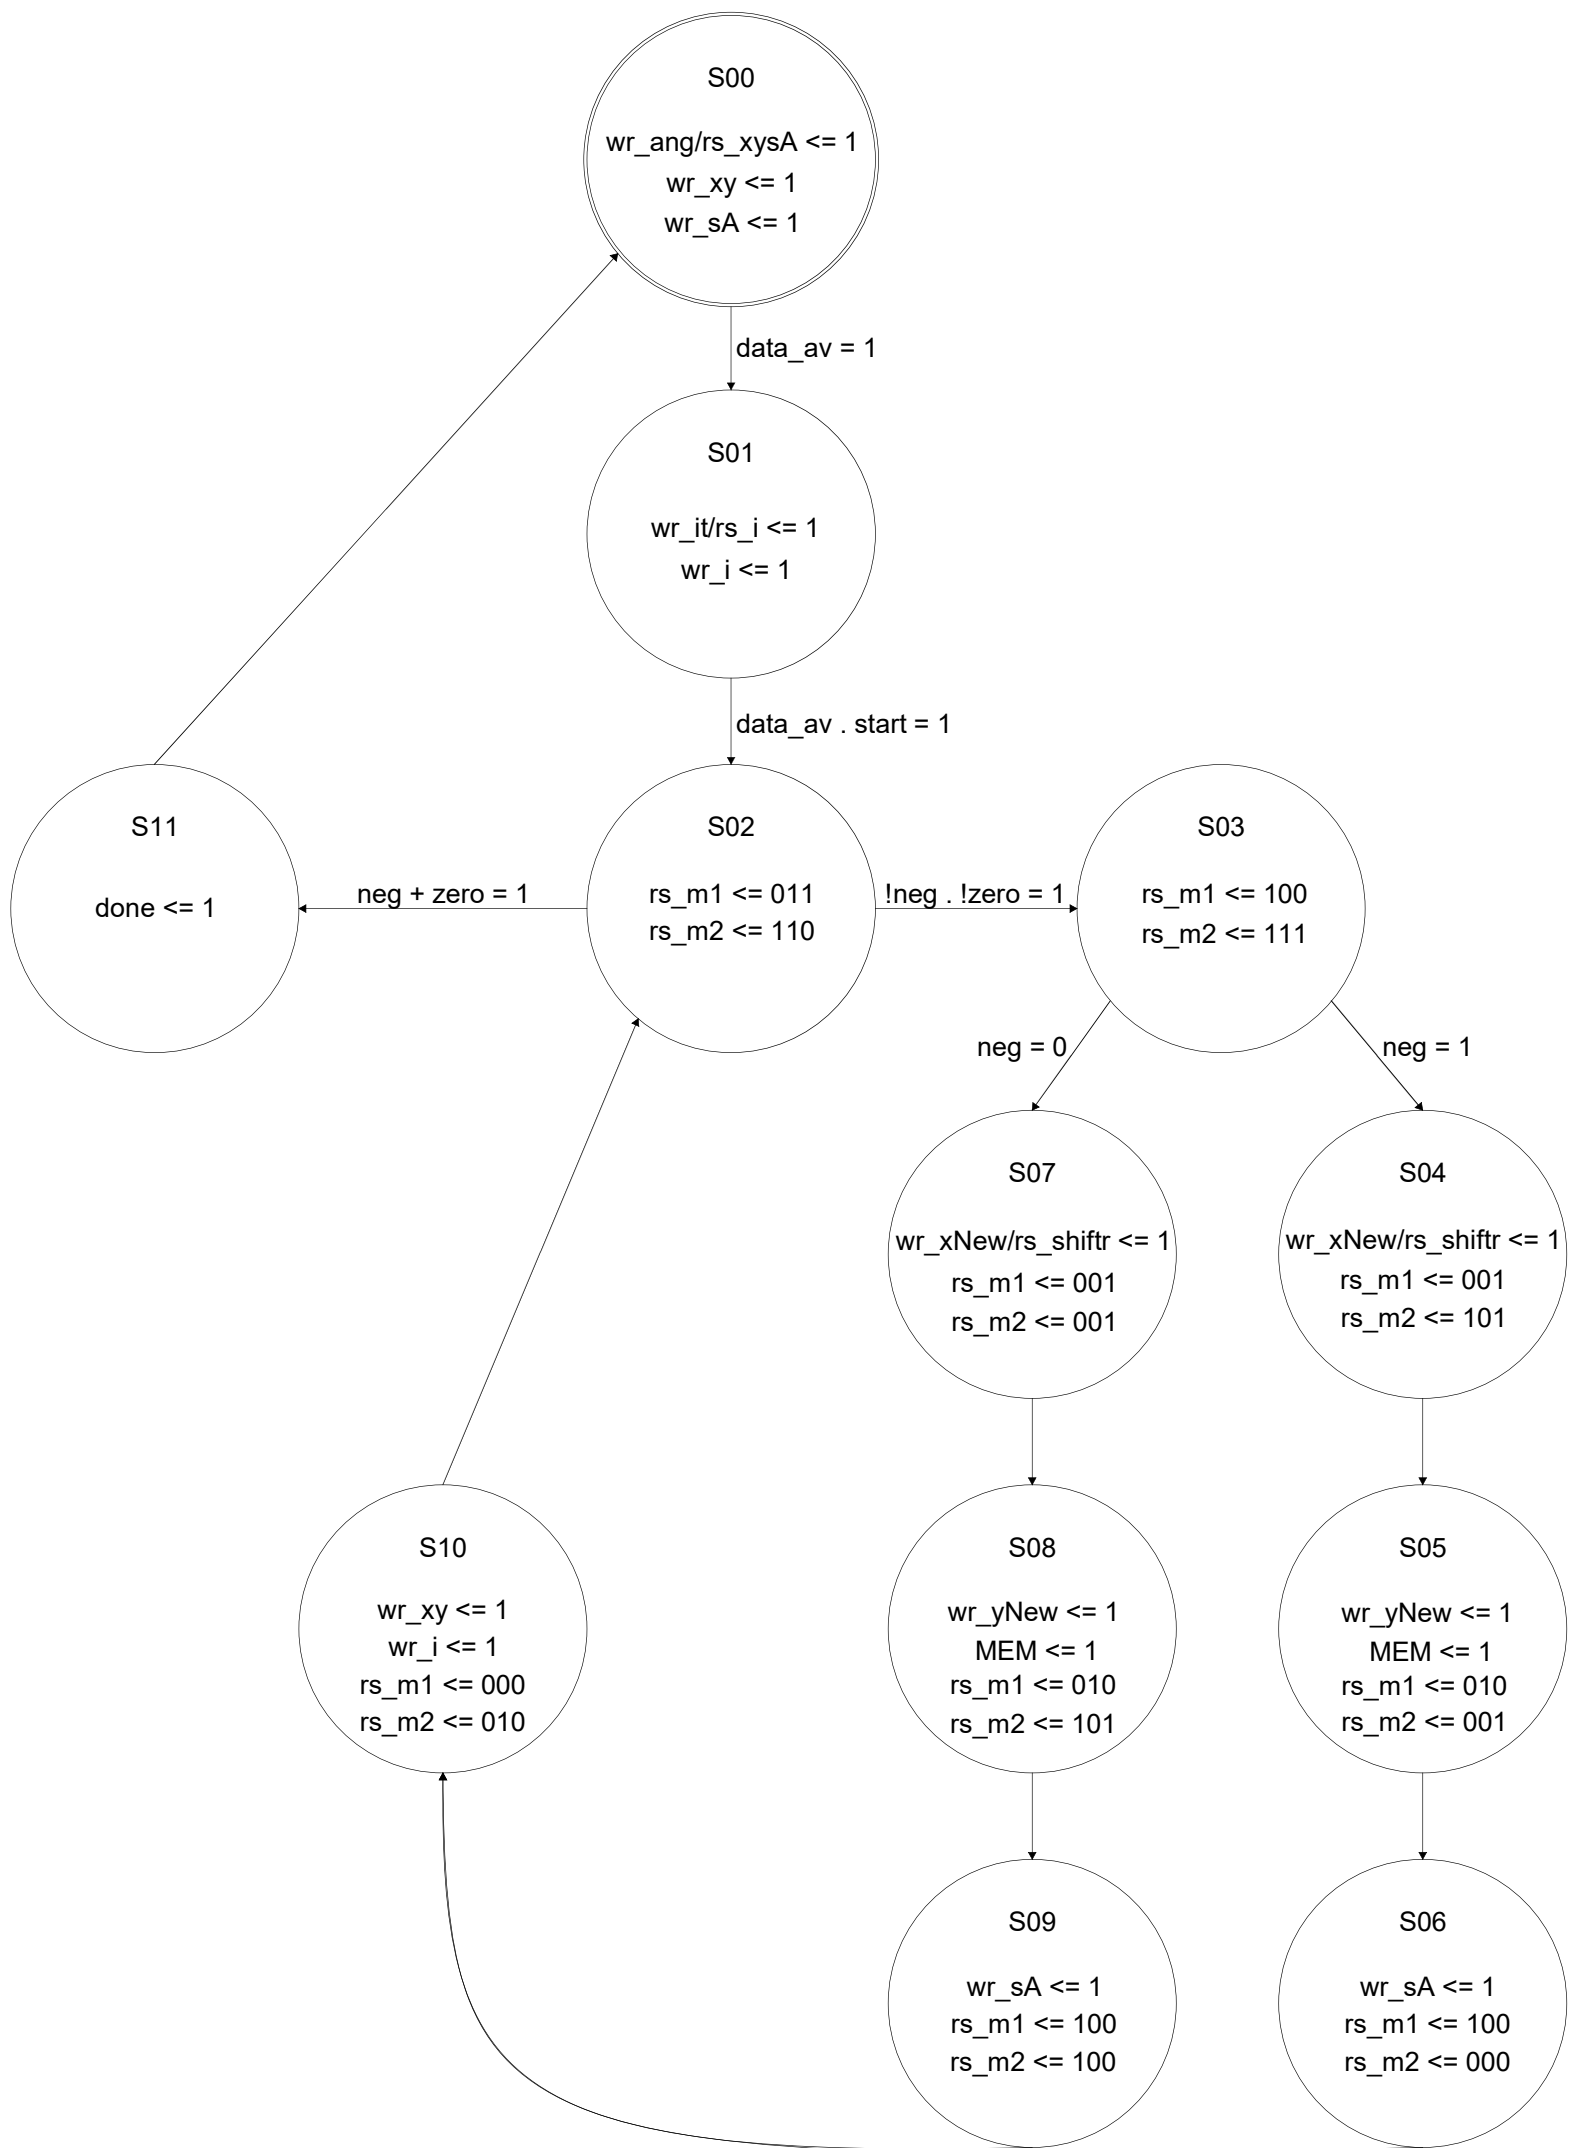 S00
wr_ang/rs_xysA <= 1
wr_xy <= 1
wr_sA <= 1
data_av = 1
S01
wr_it/rs_i <= 1
wr_i <= 1
data_av . start = 1
S11
done <= 1
neg + zero = 1
S02
rs_m1 <= 011
rs_m2 <= 110
!neg . !zero = 1
S03
rs_m1 <= 100
rs_m2 <= 111
neg = 0
neg = 1
S07
wr_xNew/rs_shiftr <= 1
rs_m1 <= 001
rs_m2 <= 001
S04
wr_xNew/rs_shiftr <= 1
rs_m1 <= 001
rs_m2 <= 101
S10
wr_xy <= 1
wr_i <= 1
rs_m1 <= 000
rs_m2 <= 010
S08
wr_yNew <= 1
MEM <= 1
rs_m1 <= 010
rs_m2 <= 101
S05
wr_yNew <= 1
MEM <= 1
rs_m1 <= 010
rs_m2 <= 001
S09
wr_sA <= 1
rs_m1 <= 100
rs_m2 <= 100
S06
wr_sA <= 1
rs_m1 <= 100
rs_m2 <= 000